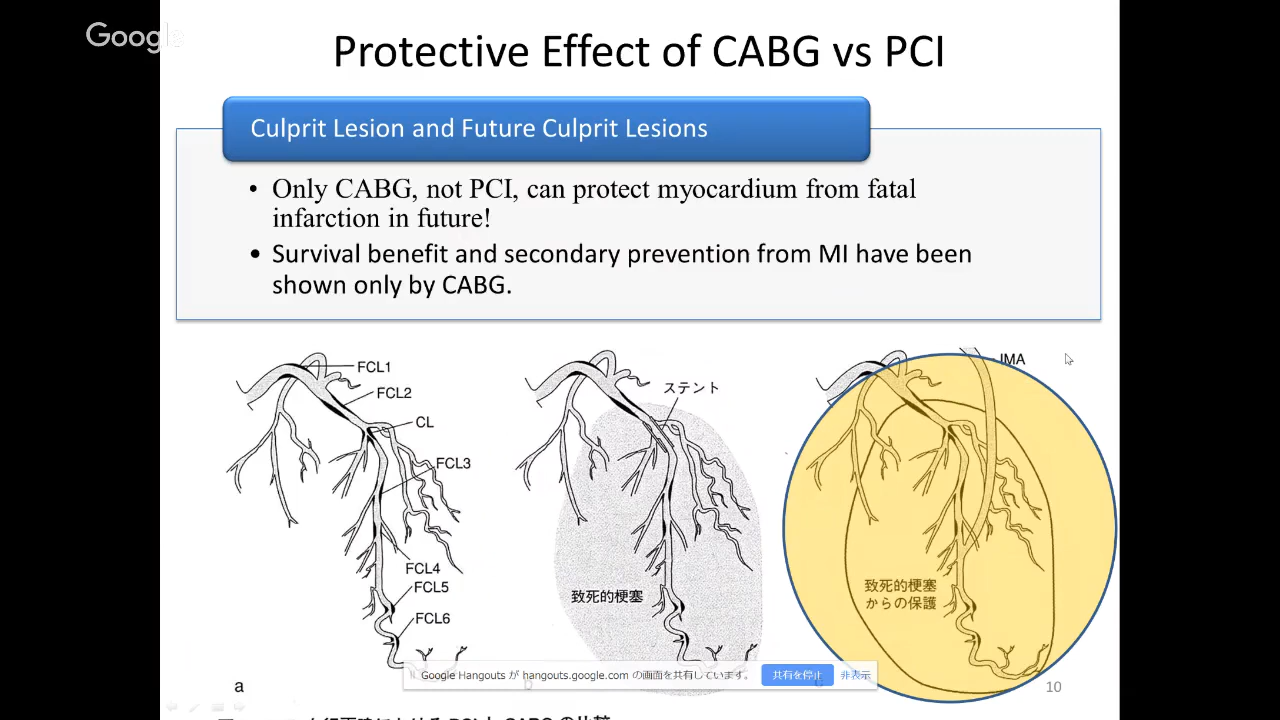 Google
Protective Effect of CABG vs PCI
Culprit Lesion and Future Culprit Lesions
• Only CABG, not PCI, can protect myocardium from fatal
infarction in future!
• Survival benefit and secondary prevention from MI have been
shown only by CABG.
FCL1
FCL2
CL
FCL3
FCL4
FCL5
FCL6
a
ステント
致死的梗塞
IMA
致死的梗塞
からの保護
Google Hangouts が hangouts.google.com の画面を共有しています。
共有を停止
非表示
10